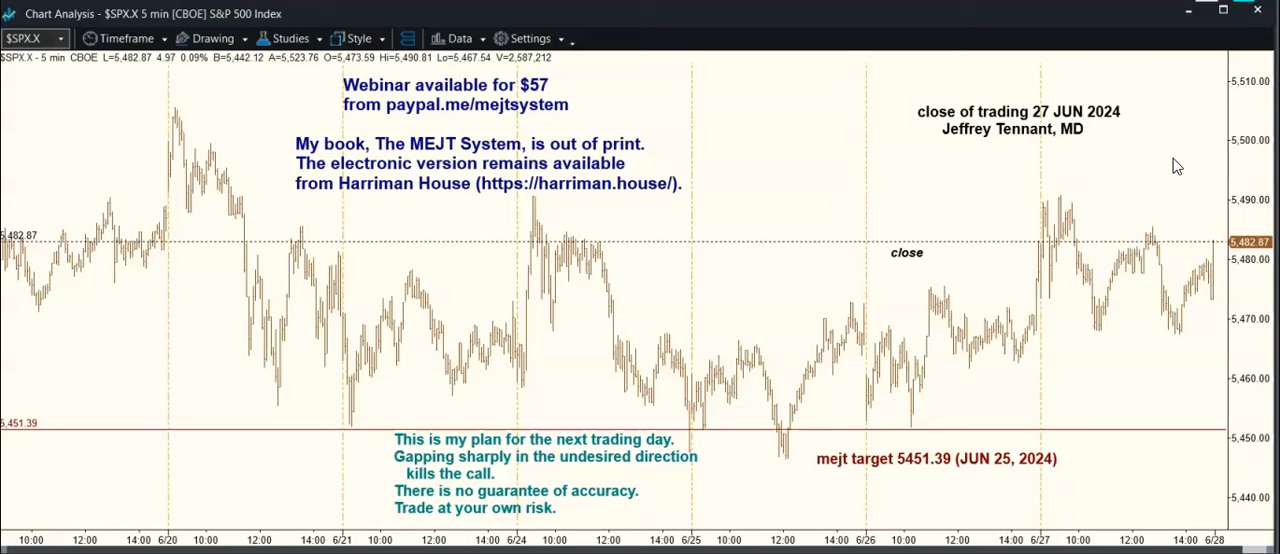 Chart Analysis - $SPX.X 5 min [CBOE] S&P 500 Index
$SPX.X Timeframe Drawing Studies Style Data Settings
$SPX.X - 5 min CBOE L=5,482.87 4.97 0.09% B=5,442.12 A=5,523.76 O=5,473.59 Hi=5,490.81 Lo=5,467.54 V=2,587,212
Webinar available for $57
from paypal.me/mejtsystem
My book, The MEJT System, is out of print.
The electronic version remains available
from Harriman House (https://harriman.house/).
close of trading 27 JUN 2024
Jeffrey Tennant, MD
5,510.00
5,500.00
5,490.00
5,482.87
5,482.87
close
5,480.00
5,470.00
5,460.00
5,451.39
5,450.00
5,440.00
This is my plan for the next trading day.
Gapping sharply in the undesired direction
kills the call.
There is no guarantee of accuracy.
Trade at your own risk.
mejt target 5451.39 (JUN 25, 2024)
10:00 12:00 14:00 6/20 10:00 12:00 14:00 6/21 10:00 12:00 14:00 6/24 10:00 12:00 14:00 6/25 10:00 12:00 14:00 6/26 10:00 12:00 14:00 6/27 10:00 12:00 14:00 6/28